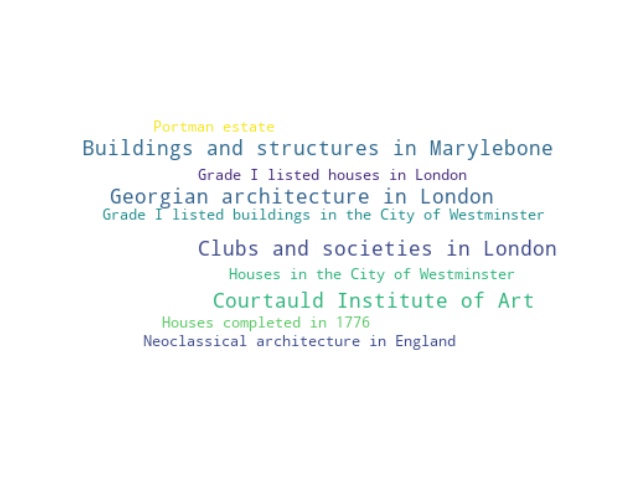 Portman estate
Buildings and structures in Marylebone
Grade I listed houses in London
Georgian architecture in London
Grade I listed buildings in the City of Westminster
Clubs and societies in London
Houses in the City of Westminster
Courtauld Institute of Art
Houses completed in 1776
Neoclassical architecture in England